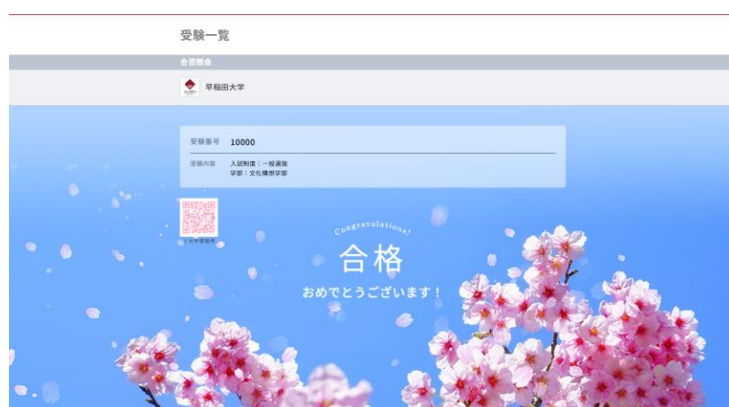 受験一覧
合否照会
早稲田大学
受験番号 10000
受験内容 入試制度：一般選抜
学部：文化構想学部
Congratulations!
合格
おめでとうございます！